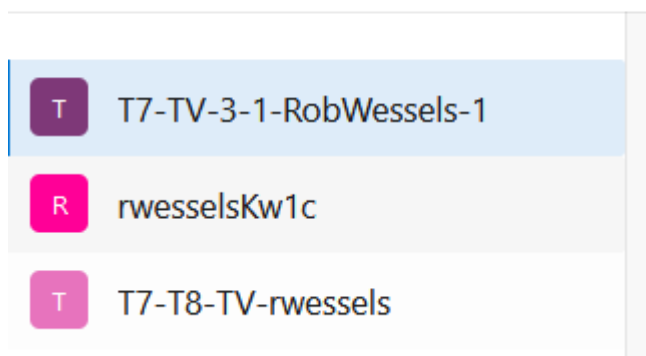 T T7-TV-3-1-RobWessels-1
R rwesselsKw1c
T T7-T8-TV-rwessels